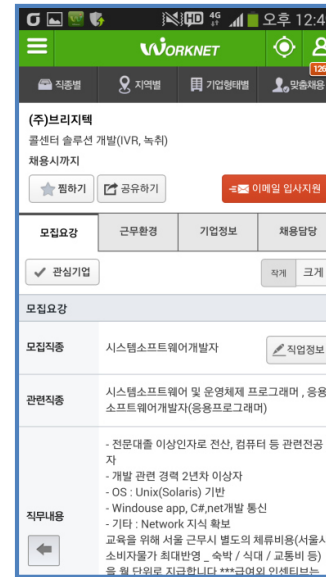 오후 12:4
WORKNET
126
직종별 지역별 기업형태별 맞춤채용
(주)브리지텍
콜센터 솔루션 개발(IVR, 녹취)
채용시까지
찜하기 공유하기 이메일 입사지원
모집요강 근무환경 기업정보 채용담당
관심기업 작게 크게
모집요강
모집직종 시스템소프트웨어개발자 직업정보
관련직종 시스템소프트웨어 및 운영체제 프로그래머 , 응용
소프트웨어개발자(응용프로그래머)
직무내용
- 전문대졸 이상인자로 전산, 컴퓨터 등 관련전공
자
- 개발 관련 경력 2년차 이상자
- OS : Unix(Solaris) 기반
- Windouse app, C#,net개발 통신
- 기타 : Network 지식 확보
교육을 위해서 서울 근무시 별도의 체류비용(서울시
소비자물가 최대반영 _ 숙박 / 식대 / 교통비 등)
을 월 단위로 지급합니다 ***급여외 인센티브는